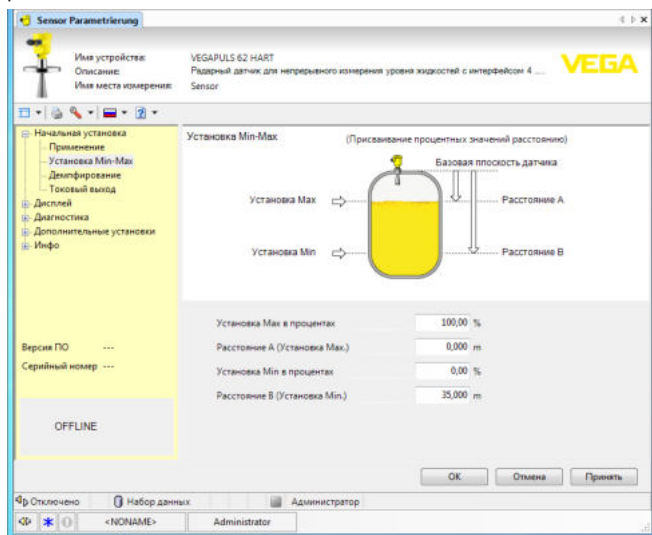 Sensor Parametrierung
Имя устройства: VEGAPULS 62 HART
Описание: Радарный датчик для непрерывного измерения уровня жидкостей с интерфейсом 4 ....
Имя места измерения: Sensor
VEGA
Начальная установка
Применение
Установка Min-Max
Демпфирование
Токовый выход
Дисплей
Диагностика
Дополнительные установки
Инфо
Версия ПО ---
Серийный номер ---
OFFLINE
Установка Min-Max (Присваивание процентных значений расстоянию)
Базовая плоскость датчика
Установка Max
Расстояние A
Установка Min
Расстояние B
Установка Max в процентах 100,00 %
Расстояние A (Установка Max.) 0,000 m
Установка Min в процентах 0,00 %
Расстояние B (Установка Min.) 35,000 m
OK Отмена Принять
Отключено Набор данных Администратор
<NONAME> Administrator